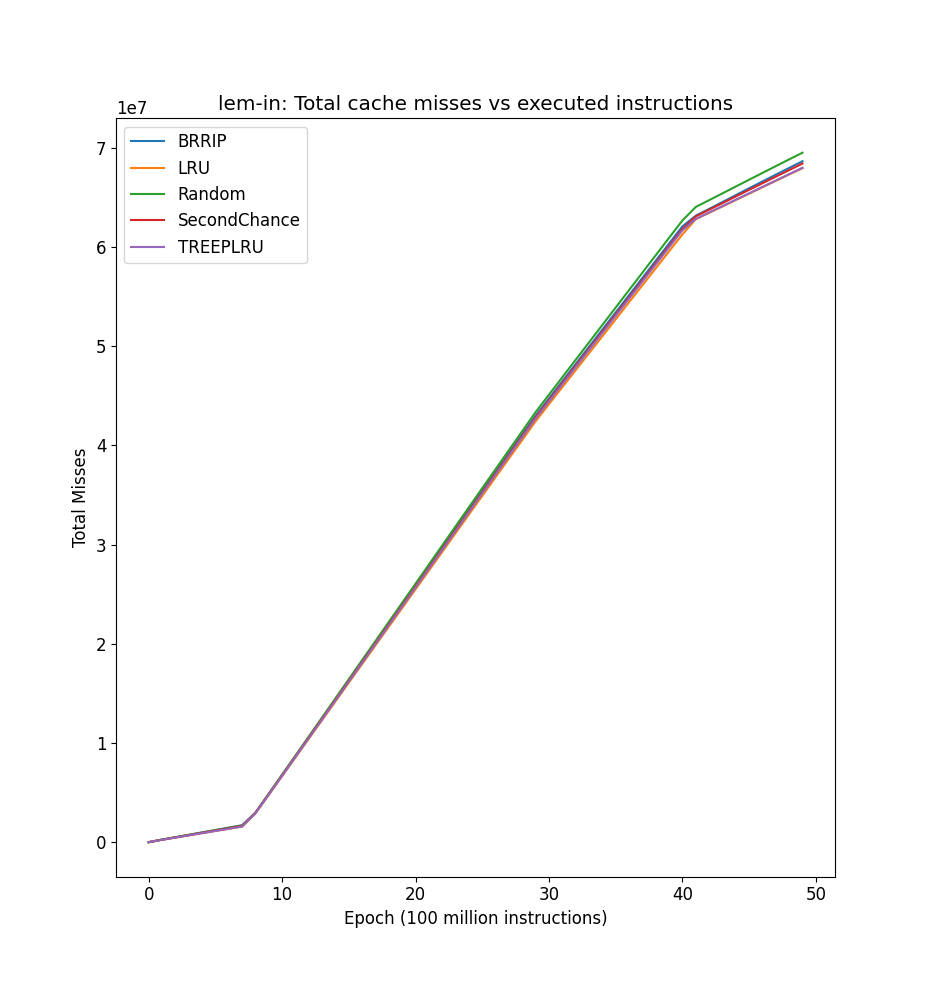 lem-in: Total cache misses vs executed instructions
1e7
BRRIP
LRU
Random
SecondChance
TREEPLRU
7
6
5
4
3
2
1
0
Total Misses
0 10 20 30 40 50
Epoch (100 million instructions)